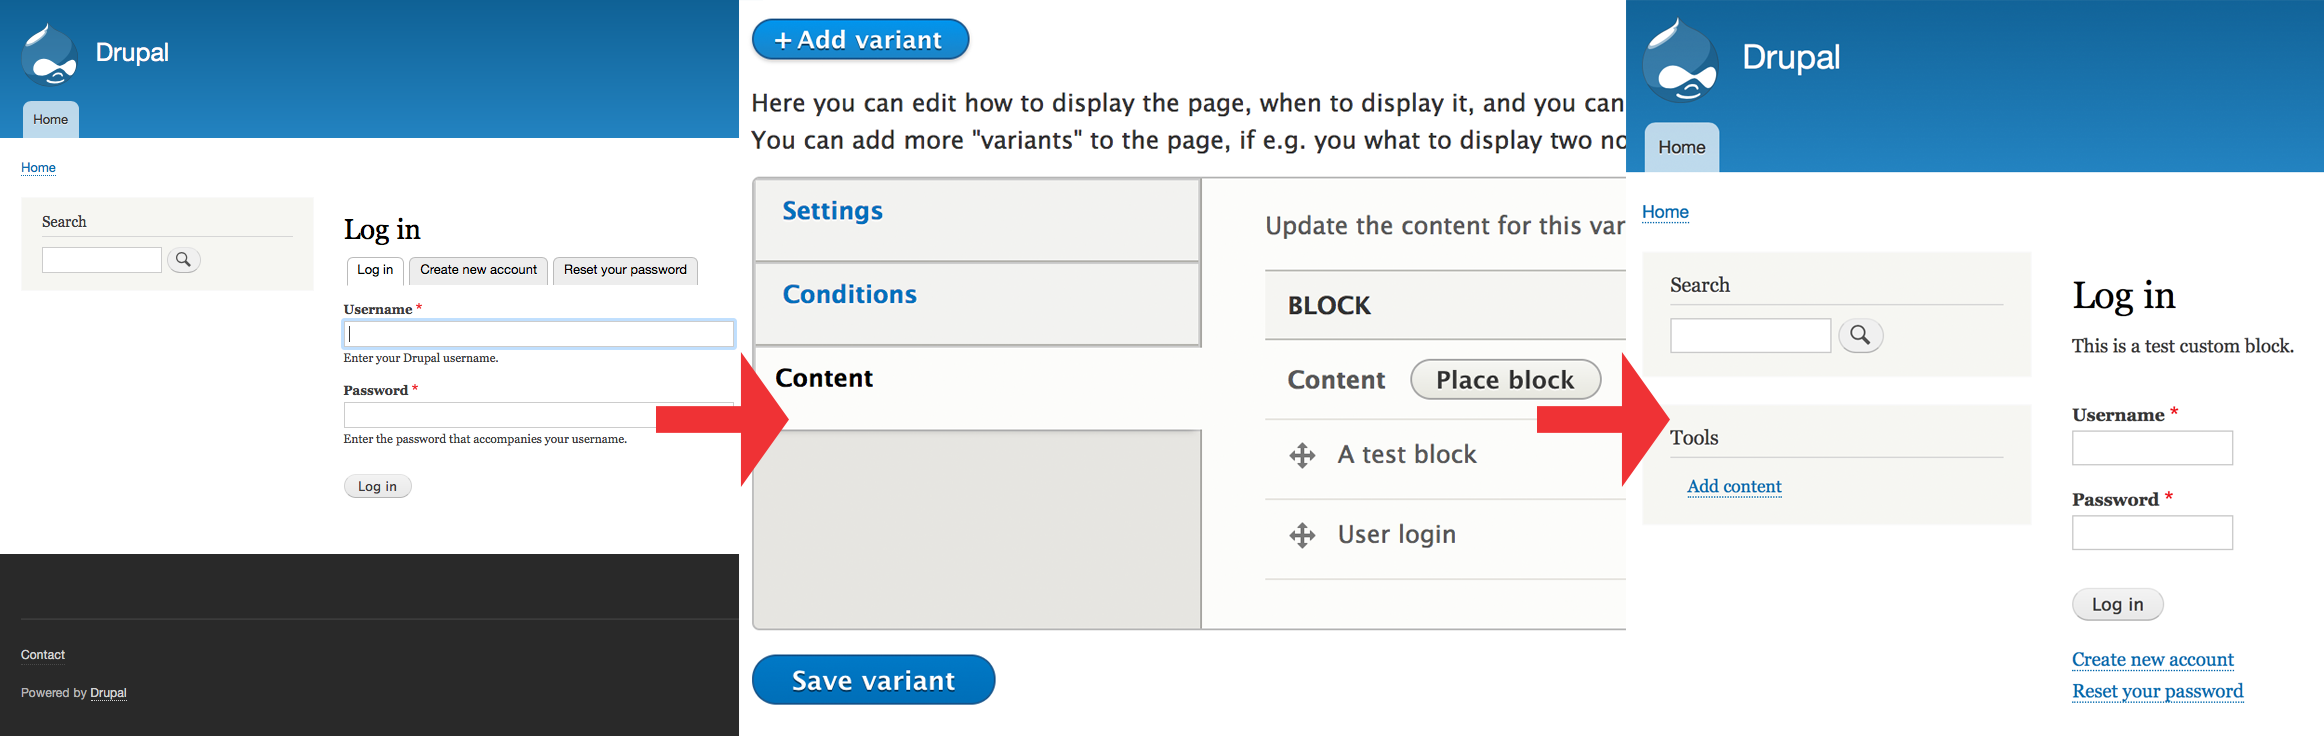 Drupal
Home
Home
Search
Log in
Log in
Create new account
Reset your password
Username *
Enter your Drupal username.
Password *
Enter the password that accompanies your username.
Log in
Contact
Powered by Drupal
+ Add variant
Here you can edit how to display the page, when to display it, and you can
You can add more "variants" to the page, if e.g. you what to display two no
Settings
Conditions
Content
Update the content for this var
BLOCK
Content
Place block
A test block
User login
Save variant
Drupal
Home
Home
Search
Tools
Add content
Log in
This is a test custom block.
Username *
Password *
Log in
Create new account
Reset your password